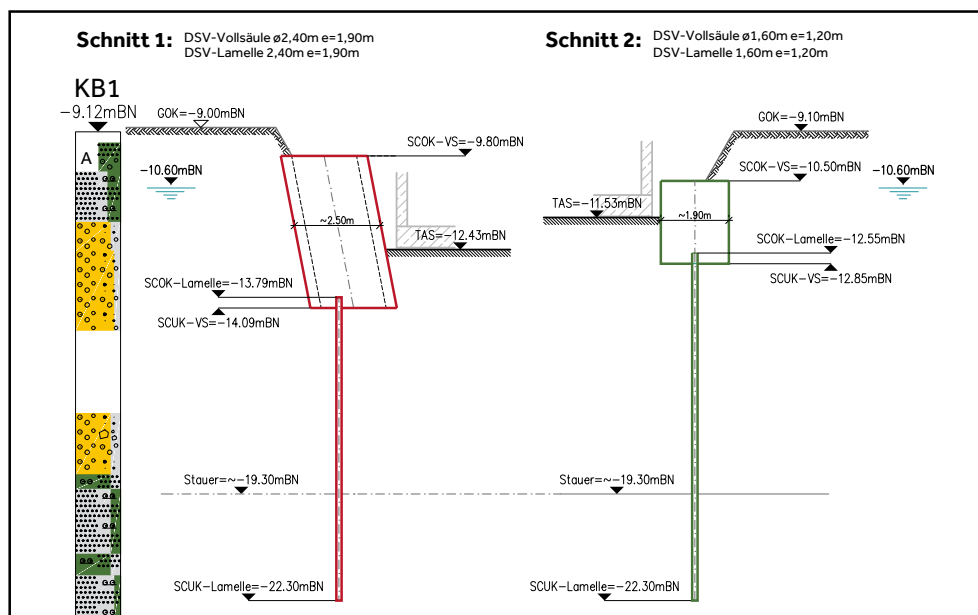 Schnitt 1: DSV-Vollsäule ø2,40m e=1,90m
DSV-Lamelle 2,40m e=1,90m
Schnitt 2: DSV-Vollsäule ø1,60m e=1,20m
DSV-Lamelle 1,60m e=1,20m
KB1
-9.12mBN
GOK=-9.00mBN
GOK=-9.10mBN
SCOK-VS=-9.80mBN
A
-10.60mBN
SCOK-VS=-10.50mBN
-10.60mBN
TAS=-11.53mBN
~2.50m
~1.90m
TAS=-12.43mBN
SCOK-Lamelle=-12.55mBN
SCOK-Lamelle=-13.79mBN
SCUK-VS=-12.85mBN
SCUK-VS=-14.09mBN
Stauer=~-19.30mBN
Stauer=~-19.30mBN
SCUK-Lamelle=-22.30mBN
SCUK-Lamelle=-22.30mBN